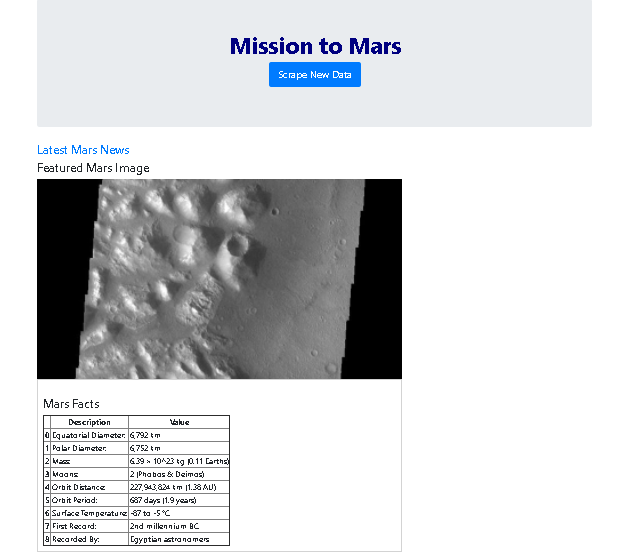 Mission to Mars
Scrape New Data
Latest Mars News
Featured Mars Image
Mars Facts
Description Value
0 Equatorial Diameter: 6,792 km
1 Polar Diameter: 6,752 km
2 Mass: 6.39 × 10^23 kg (0.11 Earths)
3 Moons: 2 (Phobos & Deimos)
4 Orbit Distance: 227,943,824 km (1.38 AU)
5 Orbit Period: 687 days (1.9 years)
6 Surface Temperature: -87 to -5 °C
7 First Record: 2nd millennium BC
8 Recorded By: Egyptian astronomers